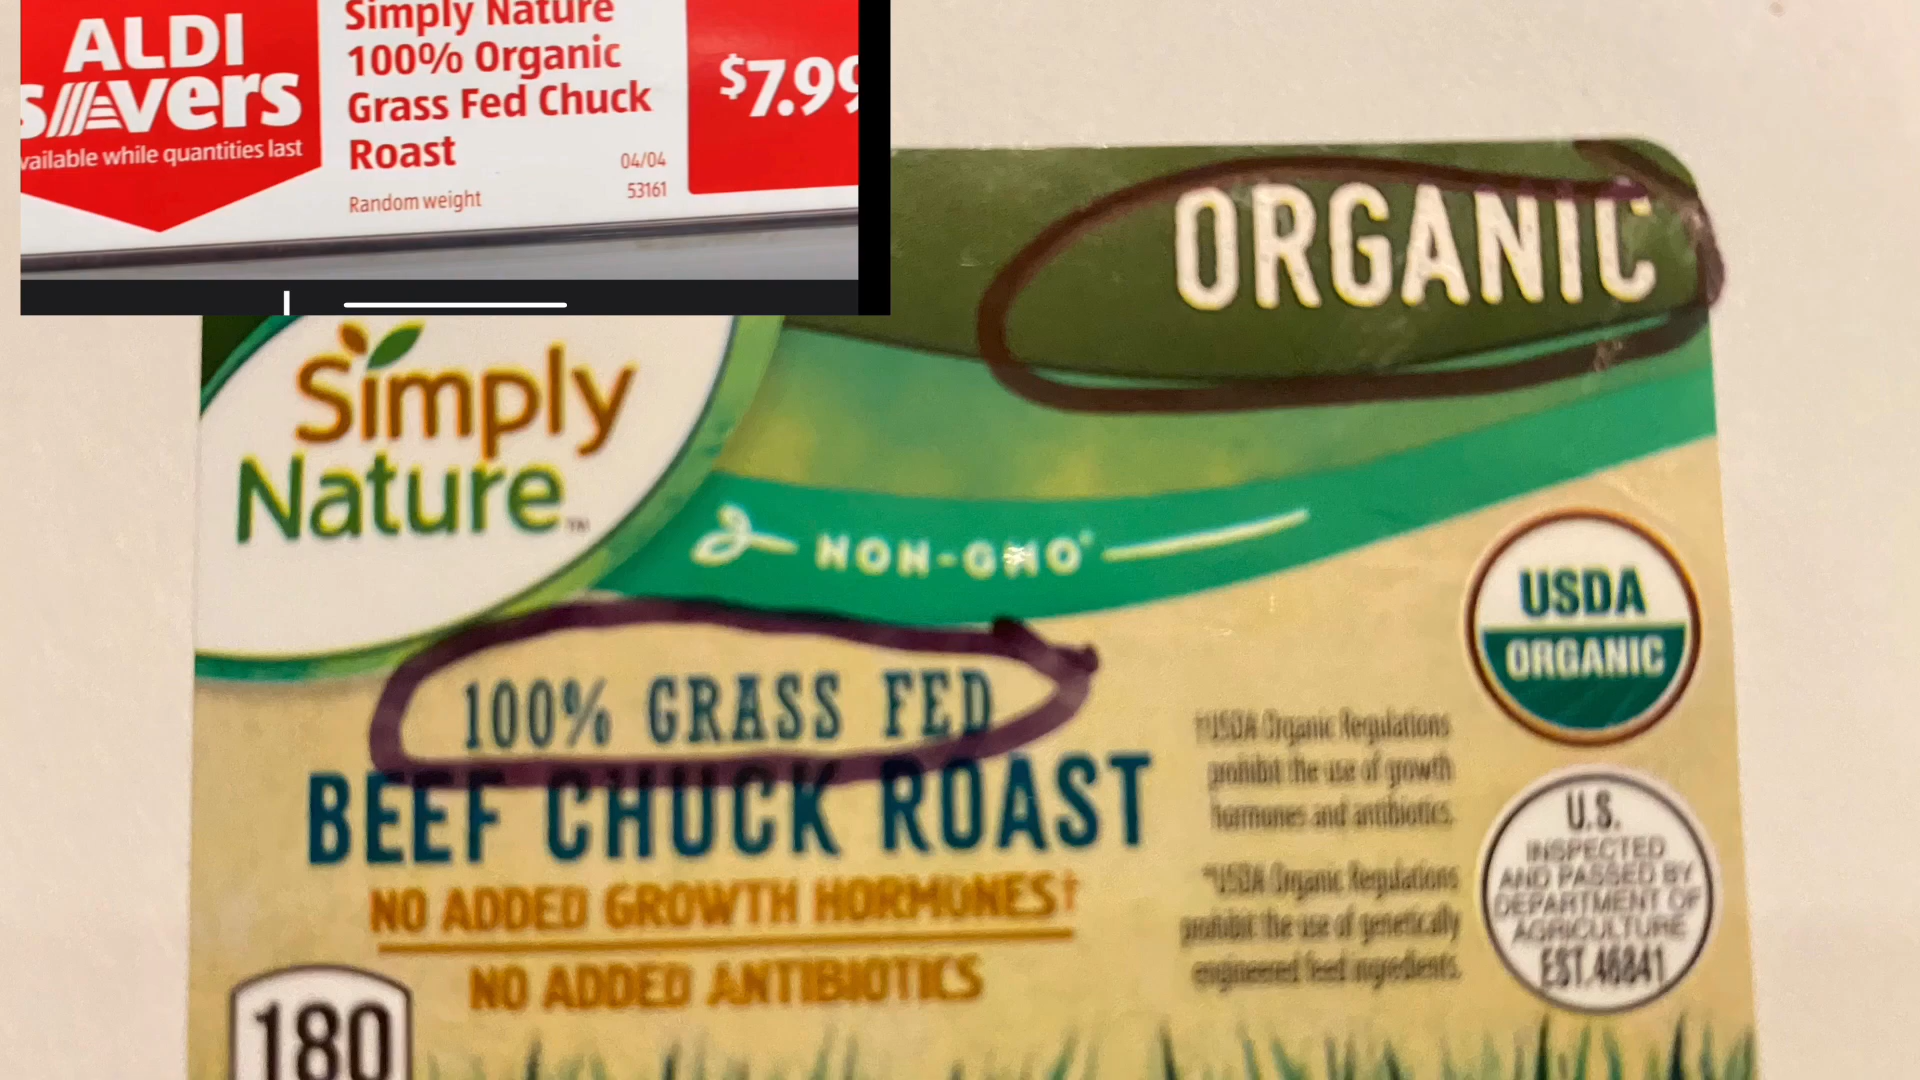 ALDI
SAVers
vailable while quantities last
Simply Nature
100% Organic
Grass Fed Chuck
Roast
Random weight
04/04
53161
$7.99
ORGANIC
Simply
Nature™
NON-GMO*
100% GRASS FED
BEEF CHUCK ROAST
NO ADDED GROWTH HORMONES†
NO ADDED ANTIBIOTICS
USDA
ORGANIC
†USDA Organic Regulations
prohibit the use of growth
hormones and antibiotics.
*USDA Organic Regulations
prohibit the use of genetically
engineered feed ingredients.
U.S.
INSPECTED
AND PASSED BY
DEPARTMENT OF
AGRICULTURE
EST.46841
180